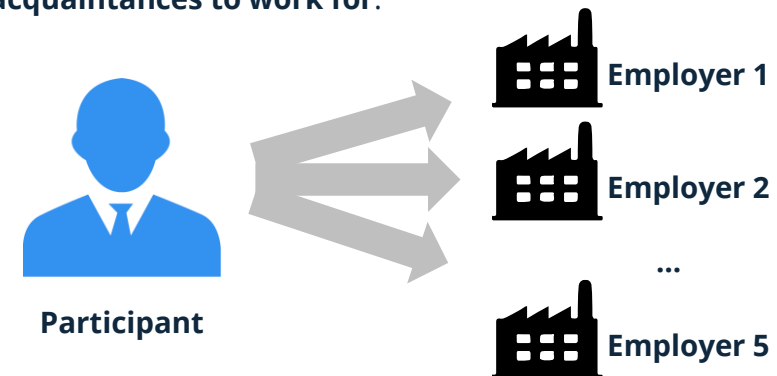 acquaintances to work for.
Employer 1
Employer 2
...
Employer 5
Participant